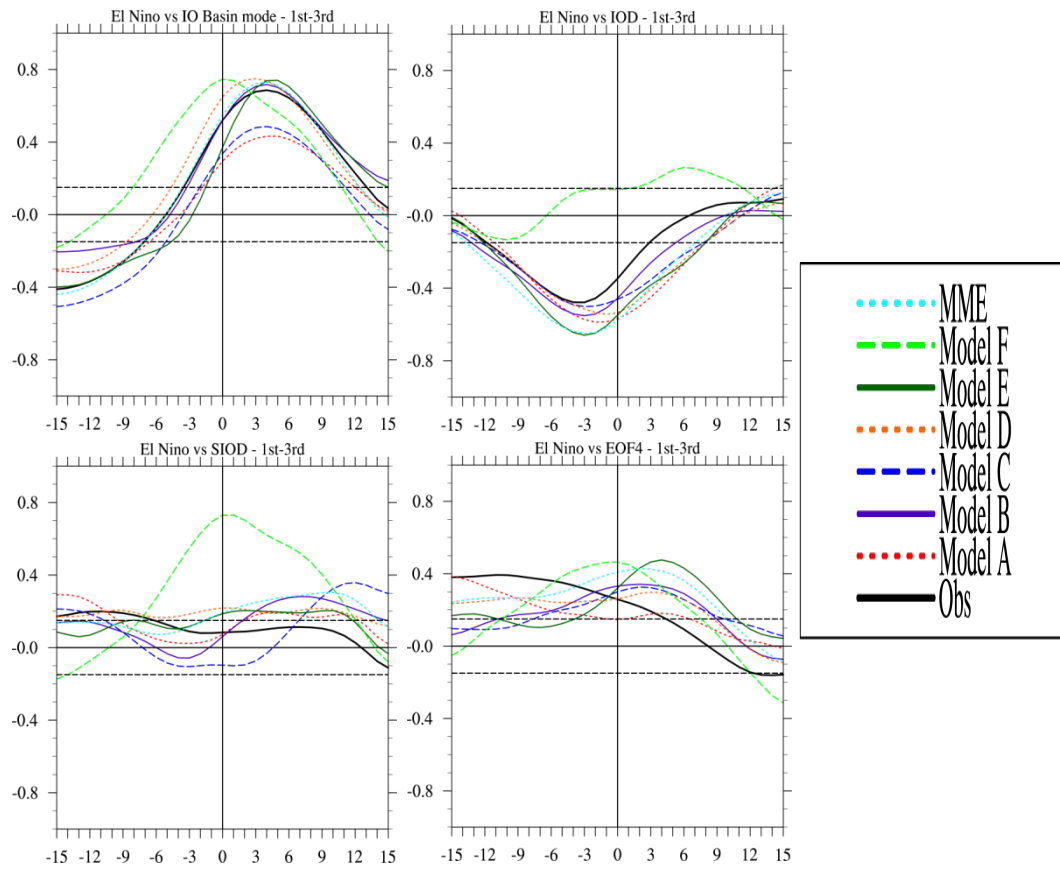 El Nino vs IO Basin mode - 1st-3rd
0.8
0.4
-0.0
-0.4
-0.8
-15 -12 -9 -6 -3 0 3 6 9 12 15
El Nino vs IOD - 1st-3rd
0.8
0.4
-0.0
-0.4
-0.8
-15 -12 -9 -6 -3 0 3 6 9 12 15
El Nino vs SIOD - 1st-3rd
0.8
0.4
-0.0
-0.4
-0.8
-15 -12 -9 -6 -3 0 3 6 9 12 15
El Nino vs EOF4 - 1st-3rd
0.8
0.4
-0.0
-0.4
-0.8
-15 -12 -9 -6 -3 0 3 6 9 12 15
MME
Model F
Model E
Model D
Model C
Model B
Model A
Obs